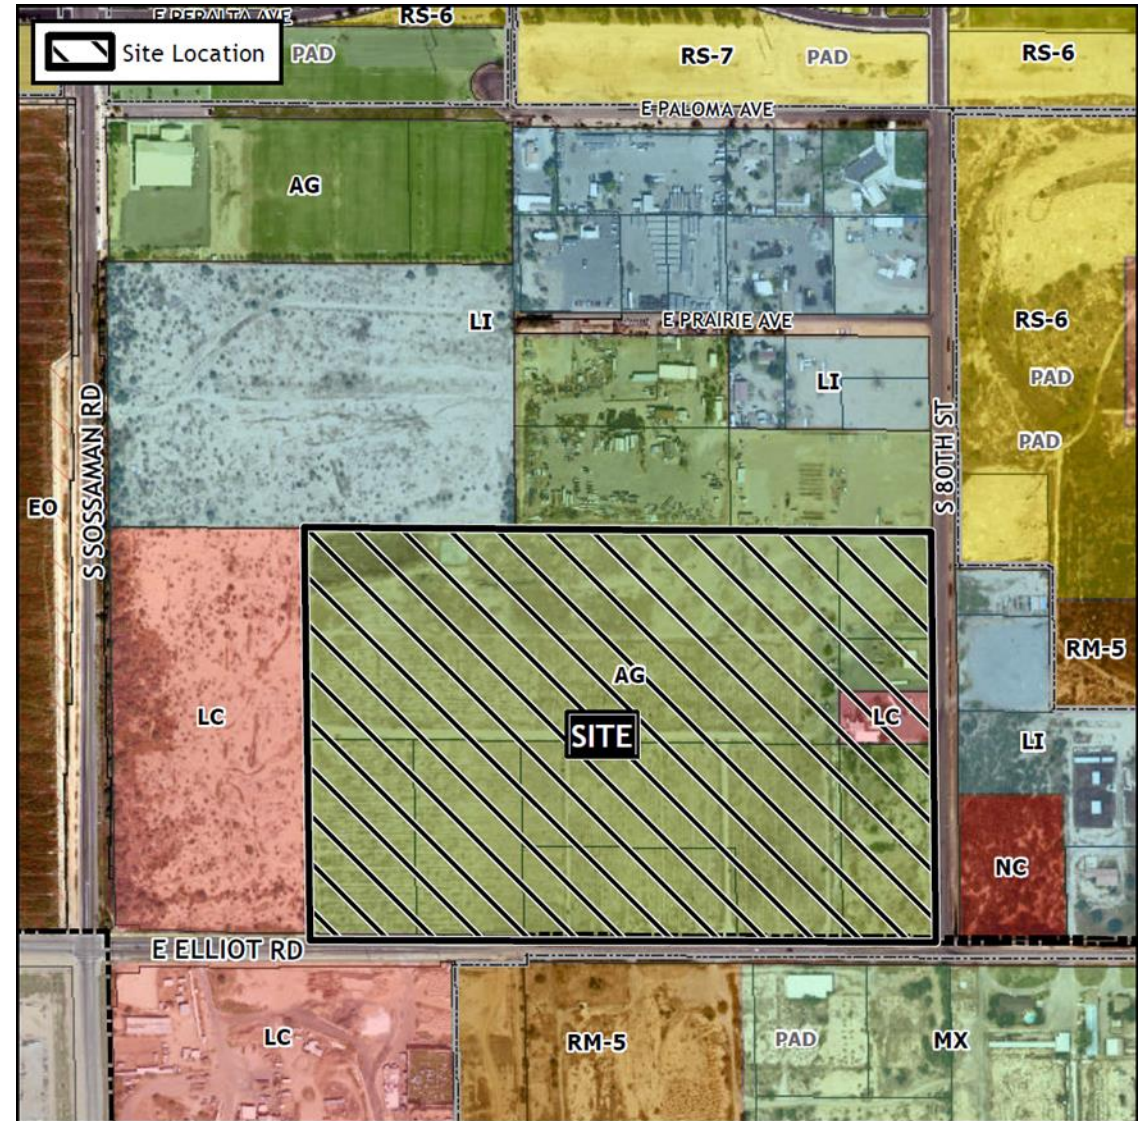 E PERALTA AVE
RS-6
Site Location
PAD
RS-7
PAD
RS-6
E PALOMA AVE
AG
LI
E PRAIRIE AVE
RS-6
PAD
LI
S SOSSAMAN RD
S 80TH ST
PAD
EO
AG
RM-5
LC
LC
SITE
LI
NC
E ELLIOT RD
LC
RM-5
PAD
MX